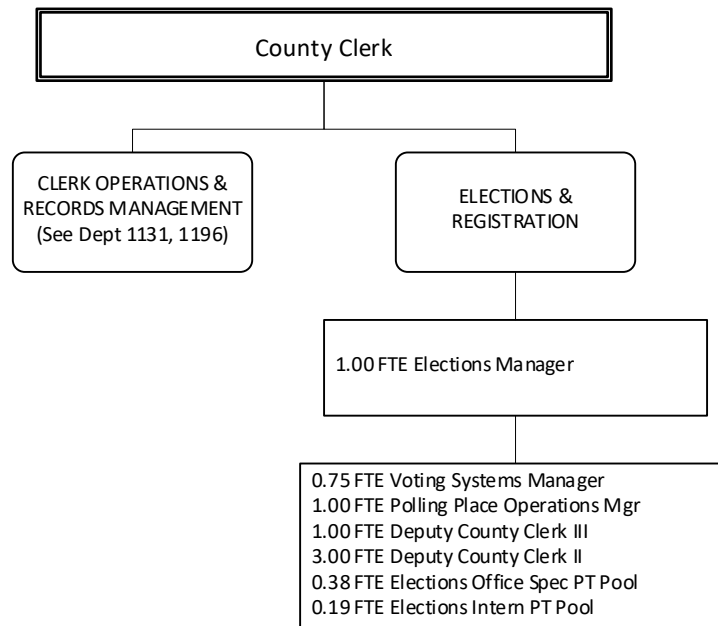 County Clerk
CLERK OPERATIONS &
RECORDS MANAGEMENT
(See Dept 1131, 1196)
ELECTIONS &
REGISTRATION
1.00 FTE Elections Manager
0.75 FTE Voting Systems Manager
1.00 FTE Polling Place Operations Mgr
1.00 FTE Deputy County Clerk III
3.00 FTE Deputy County Clerk II
0.38 FTE Elections Office Spec PT Pool
0.19 FTE Elections Intern PT Pool